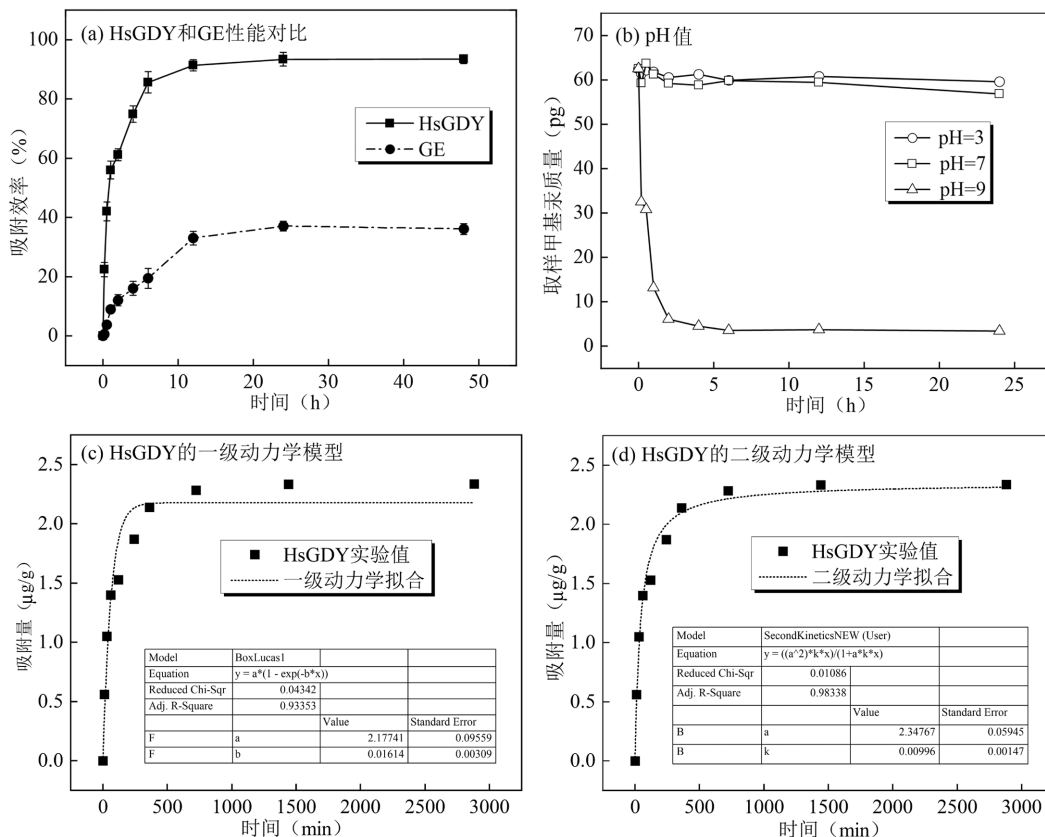 (a) HsGDY和GE性能对比
100
80
60
40
20
0
吸附效率（%）
HsGDY
GE
0
10
20
30
40
50
时间（h）
(b) pH值
70
60
50
40
30
20
10
0
取样甲基汞质量（pg）
pH=3
pH=7
pH=9
0
5
10
15
20
25
时间（h）
(c) HsGDY的一级动力学模型
2.5
2.0
1.5
1.0
0.5
0.0
吸附量（μg/g）
HsGDY实验值
一级动力学拟合
Model BoxLucas1
Equation y = a*(1 - exp(-b*x))
Reduced Chi-Sqr 0.04342
Adj. R-Square 0.93353
Value Standard Error
F a 2.17741 0.09559
F b 0.01614 0.00309
0
500
1000
1500
2000
2500
3000
时间（min）
(d) HsGDY的二级动力学模型
2.5
2.0
1.5
1.0
0.5
0.0
吸附量（μg/g）
HsGDY实验值
二级动力学拟合
Model SecondKineticsNEW (User)
Equation y = ((a^2)*k*x)/(1+a*k*x)
Reduced Chi-Sqr 0.01086
Adj. R-Square 0.98338
Value Standard Error
B a 2.34767 0.05945
B k 0.00996 0.00147
0
500
1000
1500
2000
2500
3000
时间（min）